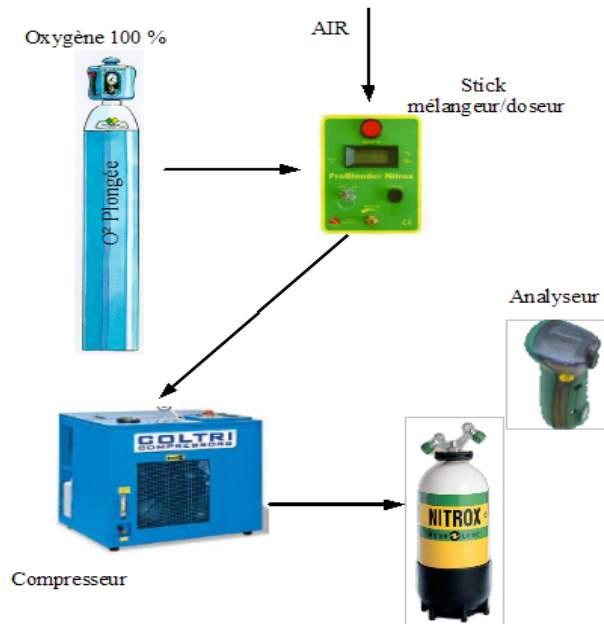 Oxygène 100 %
AIR
Stick
mélangeur/doseur
ProBlender Nitrox
O² Plongée
Analyseur
COLTRI
COMPRESSORS
NITROX
Compresseur